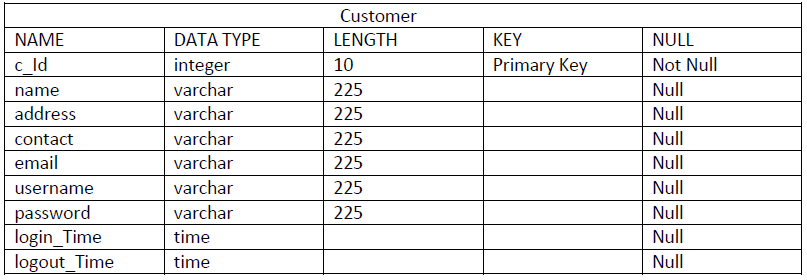 Customer
NAME DATA TYPE LENGTH KEY NULL
c_Id integer 10 Primary Key Not Null
name varchar 225 Null
address varchar 225 Null
contact varchar 225 Null
email varchar 225 Null
username varchar 225 Null
password varchar 225 Null
login_Time time Null
logout_Time time Null